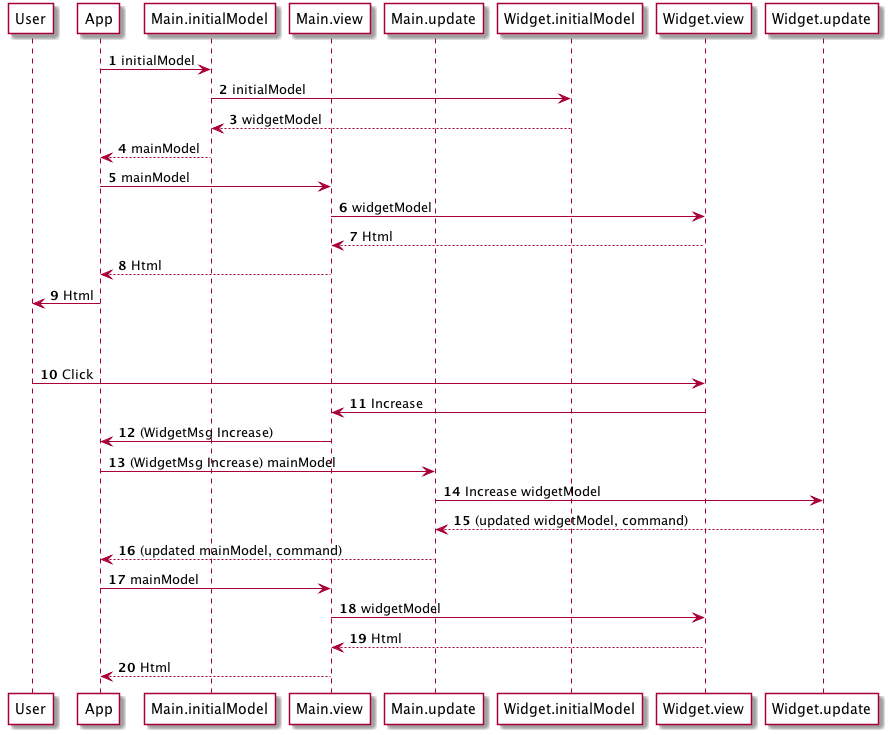 User App Main.initialModel Main.view Main.update Widget.initialModel Widget.view Widget.update
1 initialModel
2 initialModel
3 widgetModel
4 mainModel
5 mainModel
6 widgetModel
7 Html
8 Html
9 Html
10 Click
11 Increase
12 (WidgetMsg Increase)
13 (WidgetMsg Increase) mainModel
14 Increase widgetModel
15 (updated widgetModel, command)
16 (updated mainModel, command)
17 mainModel
18 widgetModel
19 Html
20 Html
User App Main.initialModel Main.view Main.update Widget.initialModel Widget.view Widget.update